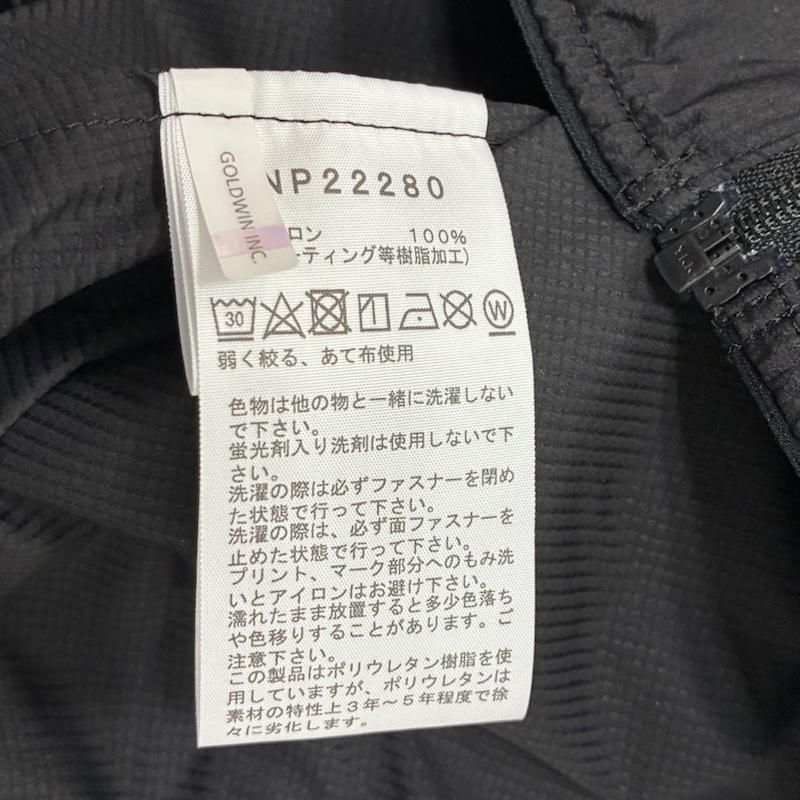 GOLDWIN INC.
NP22280
ロン 100%
ーティング等樹脂加工)
30
W
弱く絞る、あて布使用
色物は他の物と一緒に洗濯しない
で下さい。
蛍光剤入り洗剤は使用しないで下
さい。
洗濯の際は必ずファスナーを閉め
た状態で行って下さい。
洗濯の際は、必ず面ファスナーを
止めた状態で行って下さい。
プリント、マーク部分へのもみ洗
いとアイロンはお避け下さい。
濡れたまま放置すると多少色落ち
や色移りすることがあります。ご
注意下さい。
この製品はポリウレタン樹脂を使
用していますが、ポリウレタンは
素材の特性上3年～5年程度で徐
々に劣化します。
YKK